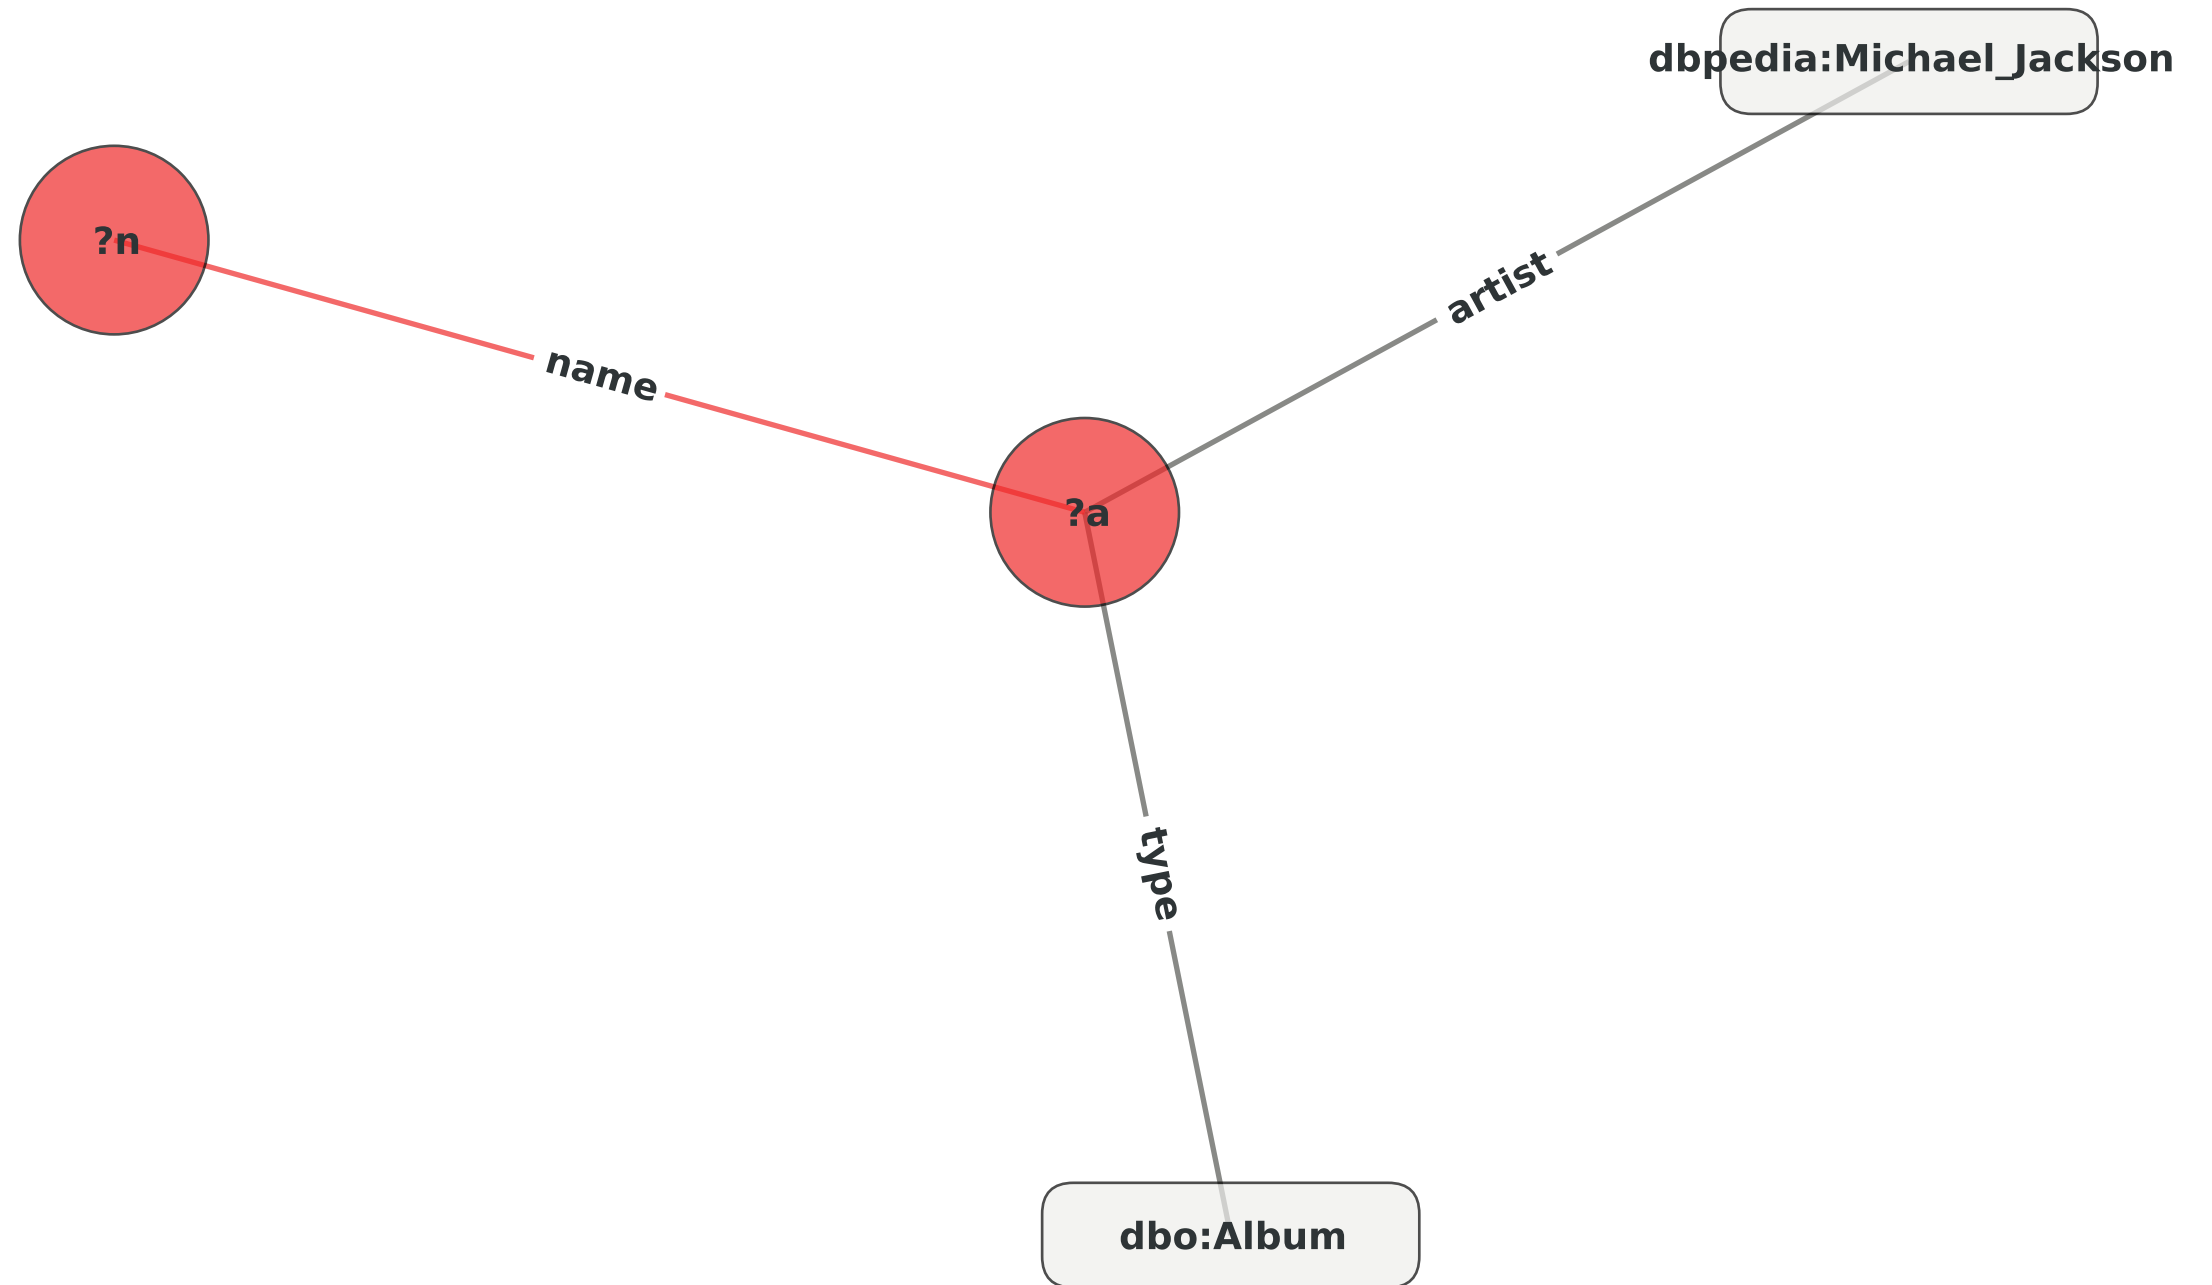 dbpedia:Michael_Jackson
?n
artist
name
?a
type
dbo:Album